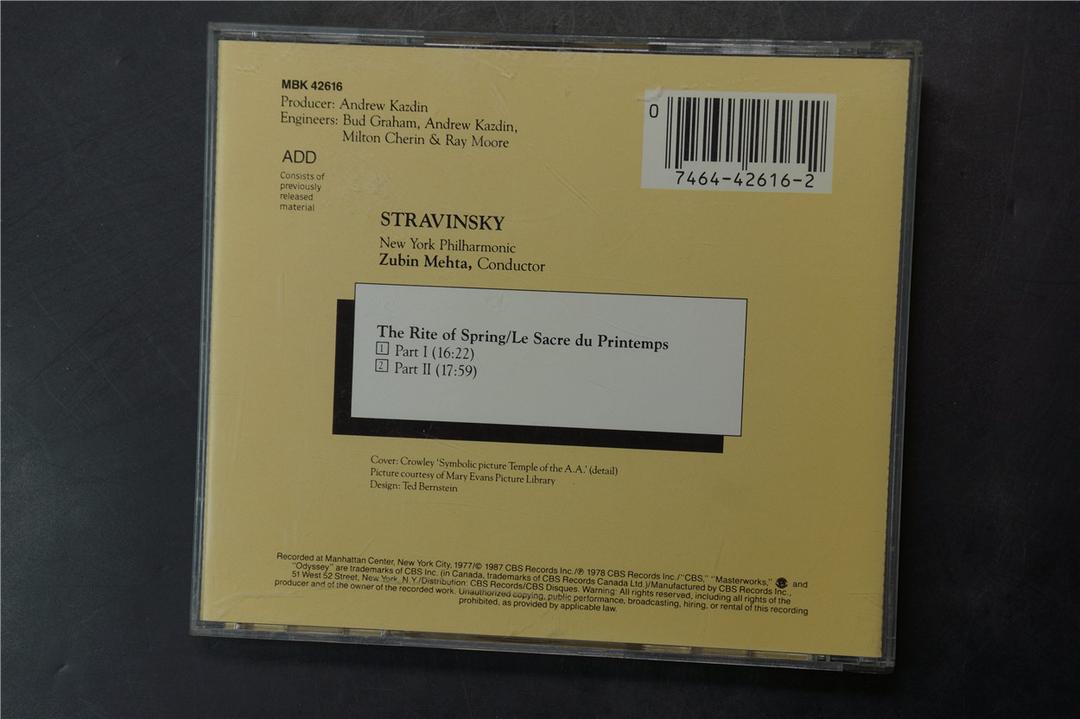 MBK 42616
Producer: Andrew Kazdin
Engineers: Bud Graham, Andrew Kazdin,
Milton Cherin & Ray Moore
ADD
Consists of
previously
released
material
0
7464-42616-2
STRAVINSKY
New York Philharmonic
Zubin Mehta, Conductor
The Rite of Spring/Le Sacre du Printemps
1 Part I (16:22)
2 Part II (17:59)
Cover: Crowley 'Symbolic picture Temple of the A.A.' (detail)
Picture courtesy of Mary Evans Picture Library
Design: Ted Bernstein
Recorded at Manhattan Center, New York City, 1977/© 1987 CBS Records Inc./℗ 1978 CBS Records Inc./"CBS," "Masterworks," and
"Odyssey" are trademarks of CBS Inc. (in Canada, trademarks of CBS Records Canada Ltd.)/Manufactured by CBS Records Inc.,
51 West 52 Street, New York, N.Y./Distribution: CBS Records/CBS Disques. Warning: All rights reserved, including all rights of the
producer and of the owner of the recorded work. Unauthorized copying, public performance, broadcasting, hiring, or rental of this recording
prohibited, as provided by applicable law.